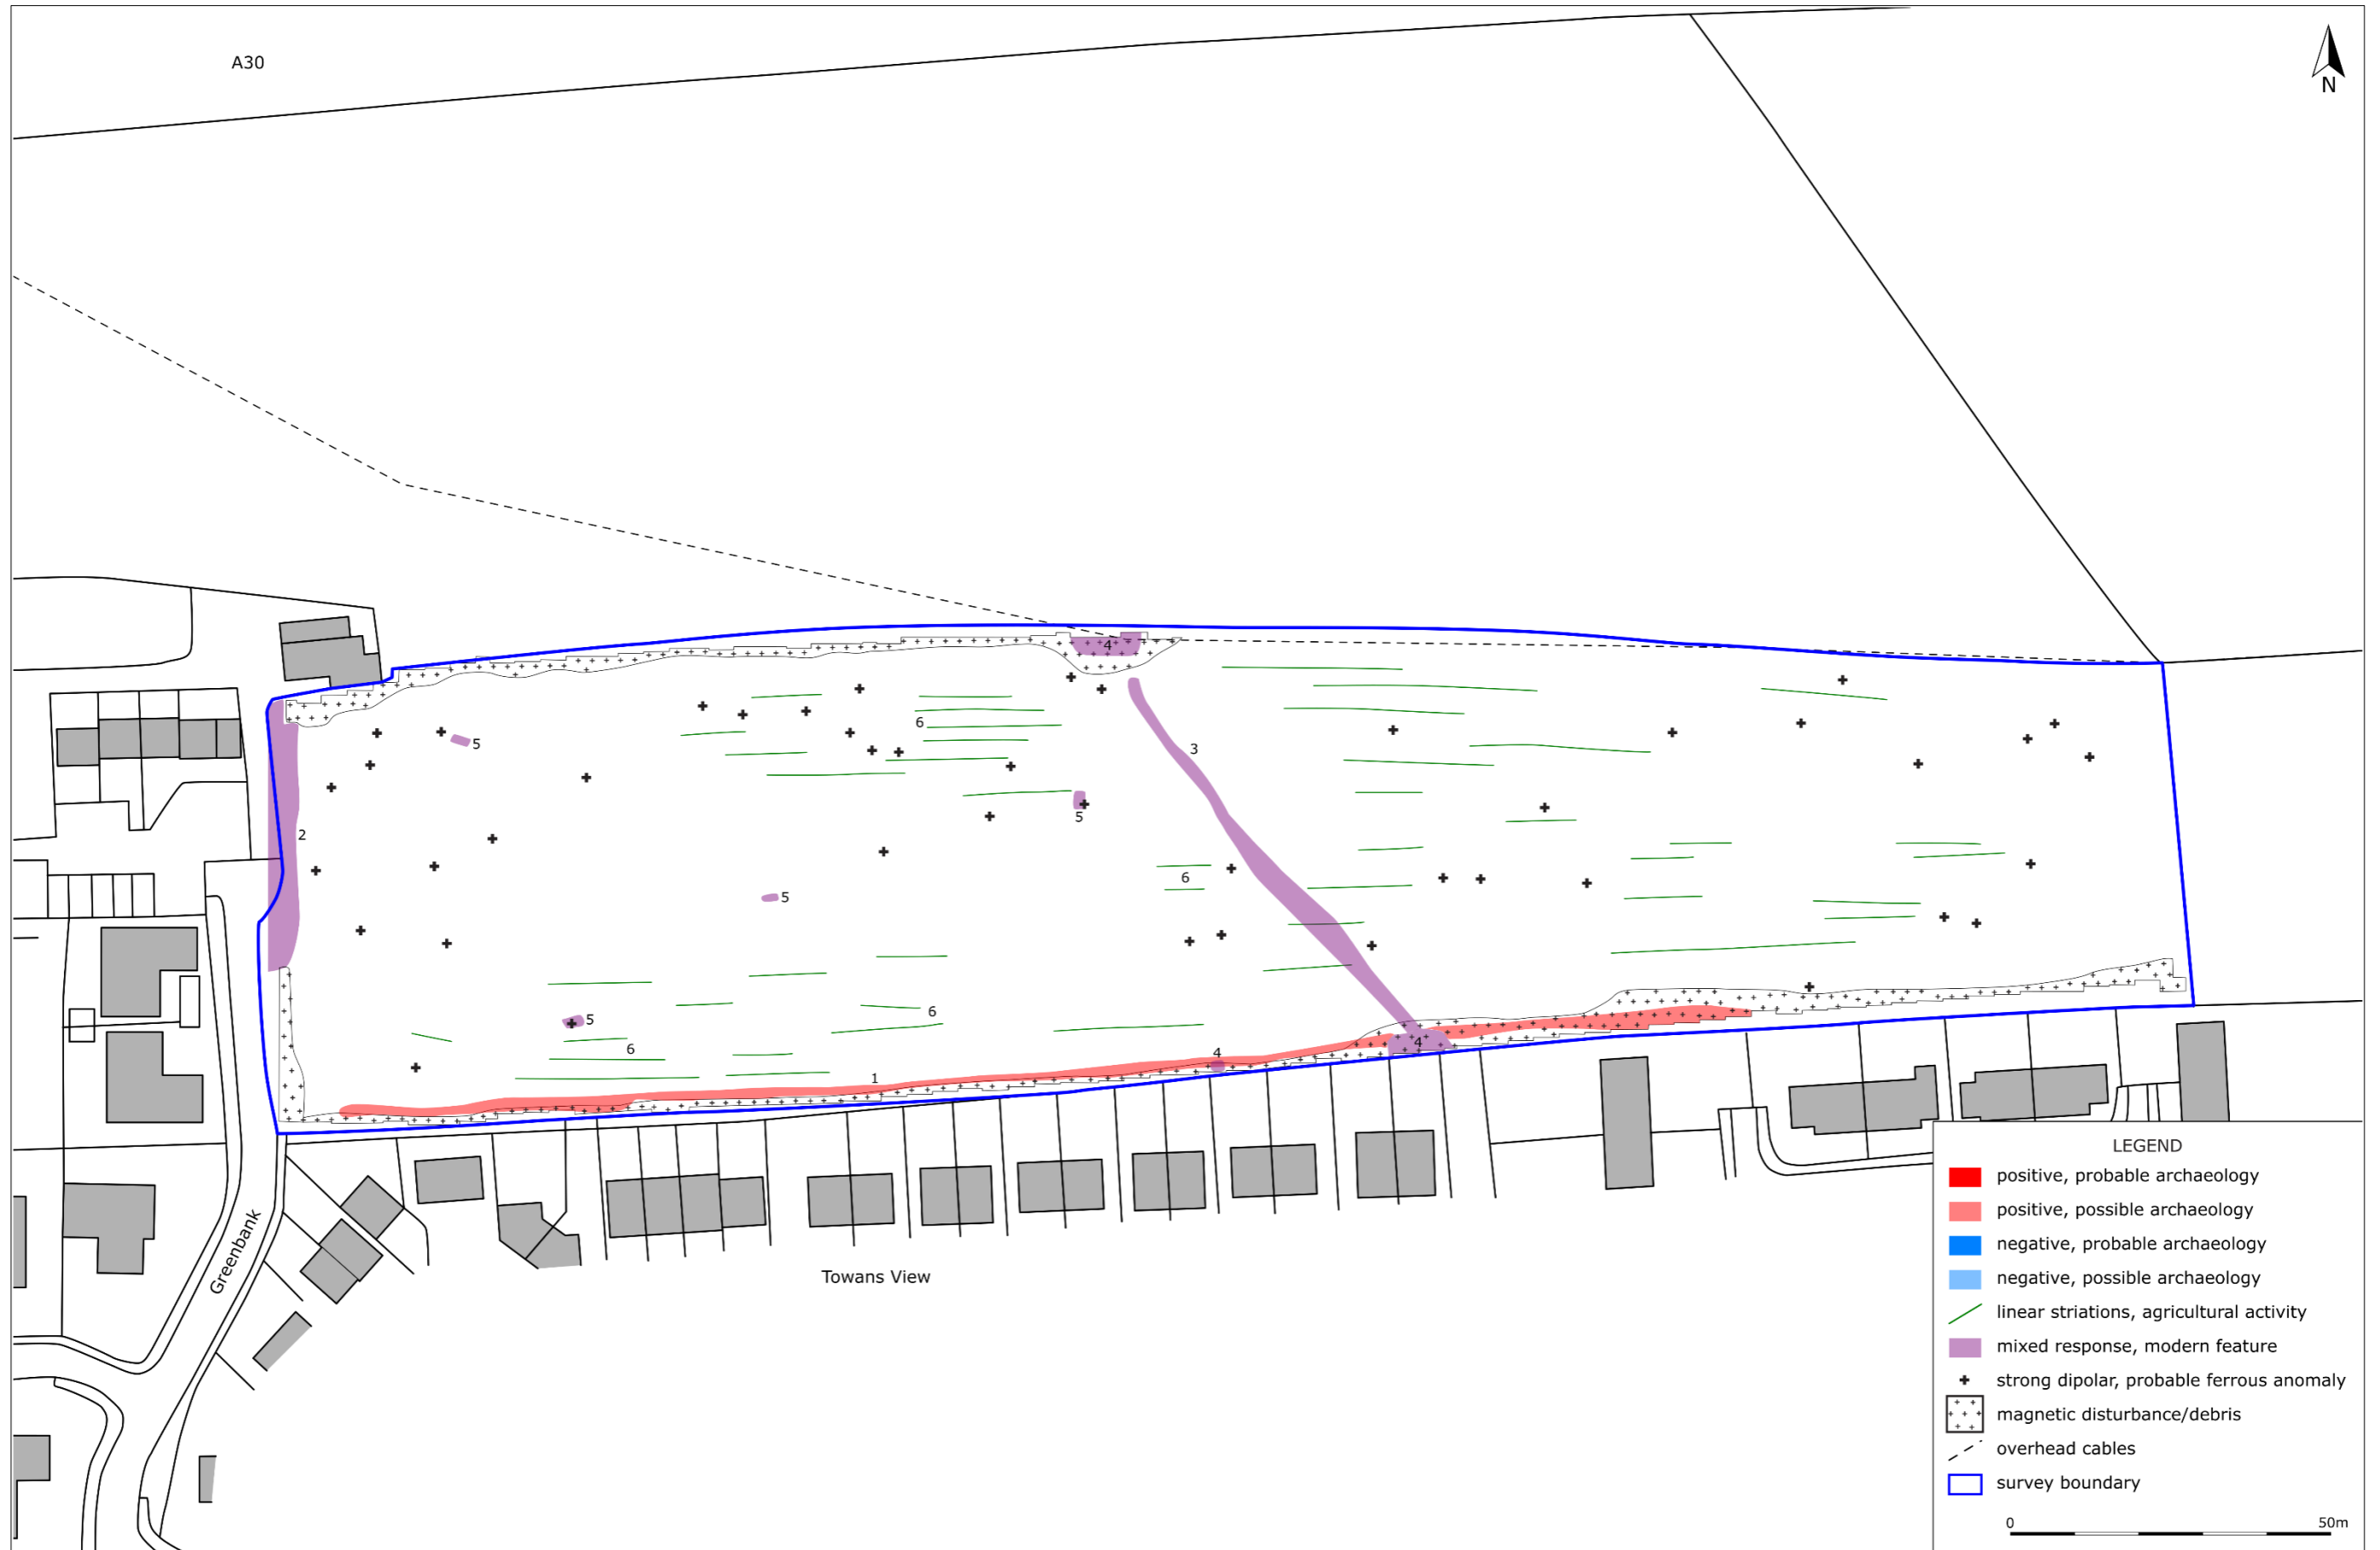 A30
N
4
6
5
3
5
2
6
5
6
5
6
4
4
1
Towans View
Greenbank
LEGEND
positive, probable archaeology
positive, possible archaeology
negative, probable archaeology
negative, possible archaeology
linear striations, agricultural activity
mixed response, modern feature
strong dipolar, probable ferrous anomaly
magnetic disturbance/debris
overhead cables
survey boundary
0 50m